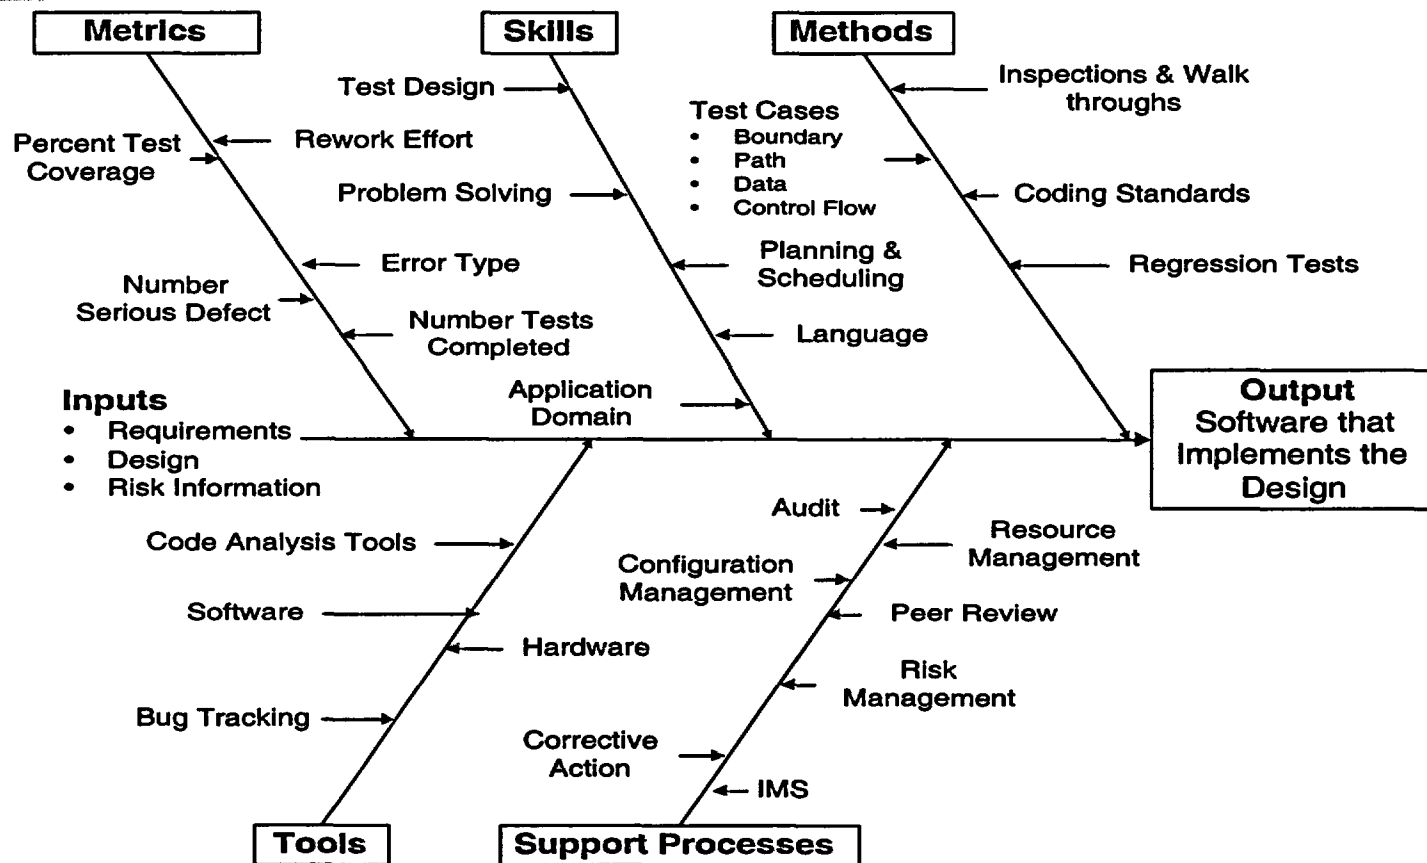 Metrics
Skills
Methods
Test Design
Inspections & Walk
throughs
Test Cases
• Boundary
• Path
• Data
• Control Flow
Percent Test
Coverage
Rework Effort
Problem Solving
Coding Standards
Error Type
Planning &
Scheduling
Regression Tests
Number
Serious Defect
Number Tests
Completed
Language
Application
Domain
Inputs
• Requirements
• Design
• Risk Information
Output
Software that
Implements the
Design
Audit
Code Analysis Tools
Resource
Management
Configuration
Management
Software
Peer Review
Hardware
Risk
Management
Bug Tracking
Corrective
Action
IMS
Tools
Support Processes